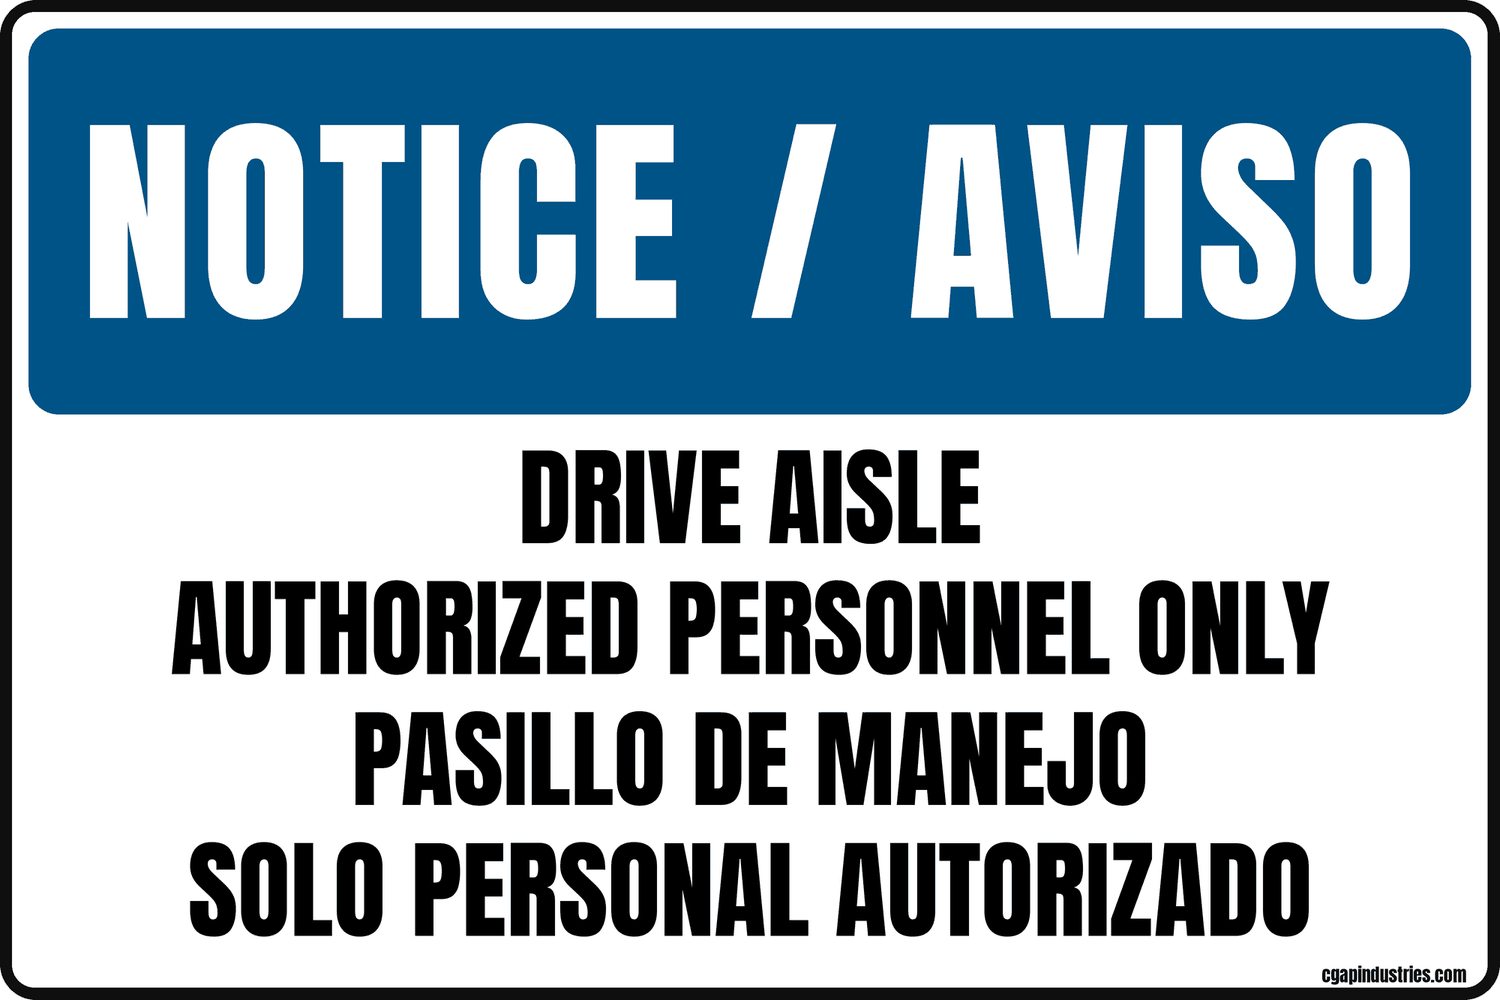 NOTICE / AVISO
DRIVE AISLE
AUTHORIZED PERSONNEL ONLY
PASILLO DE MANEJO
SOLO PERSONAL AUTORIZADO
cgapindustries.com